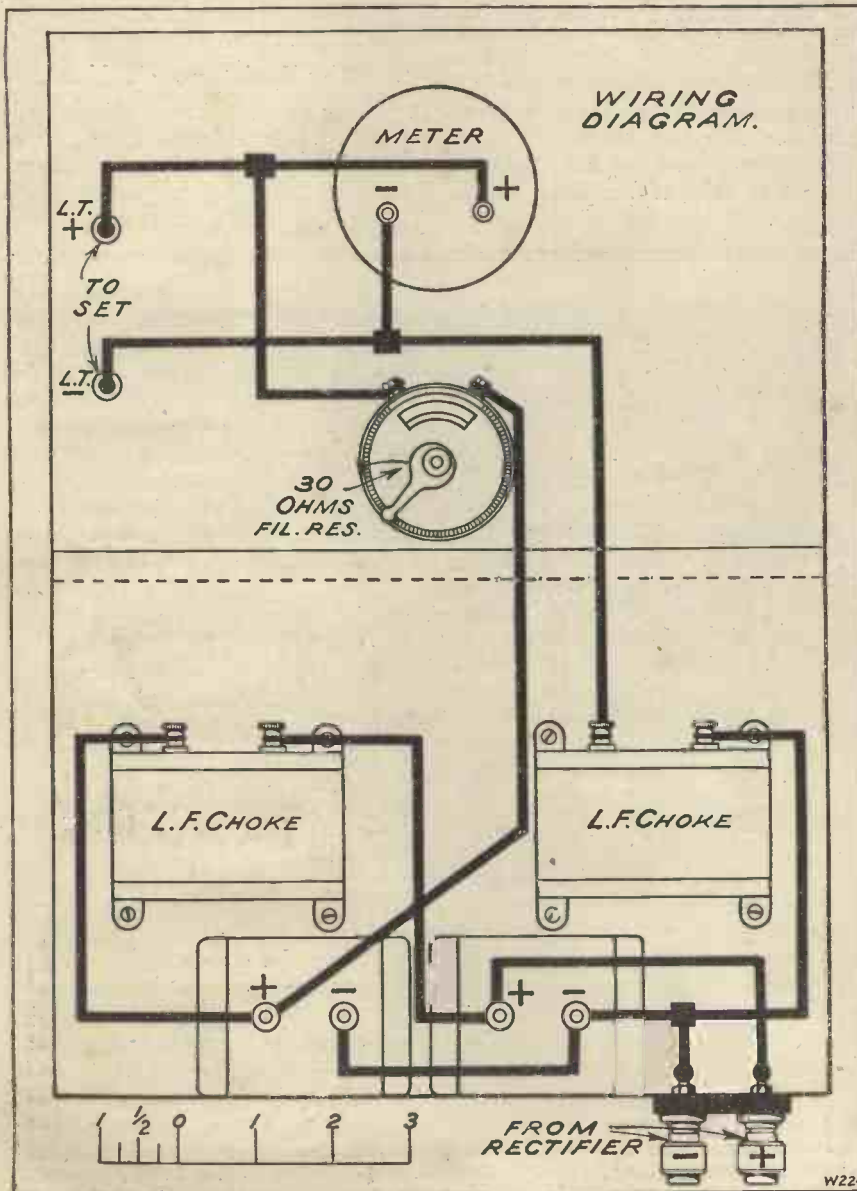 WIRING
DIAGRAM.
METER
- +
L.T.
+
TO
SET
L.T.
-
30
OHMS
FIL. RES.
L.F. CHOKE
L.F. CHOKE
+ - + -
1 1/2 0 1 2 3
FROM
RECTIFIER
- +